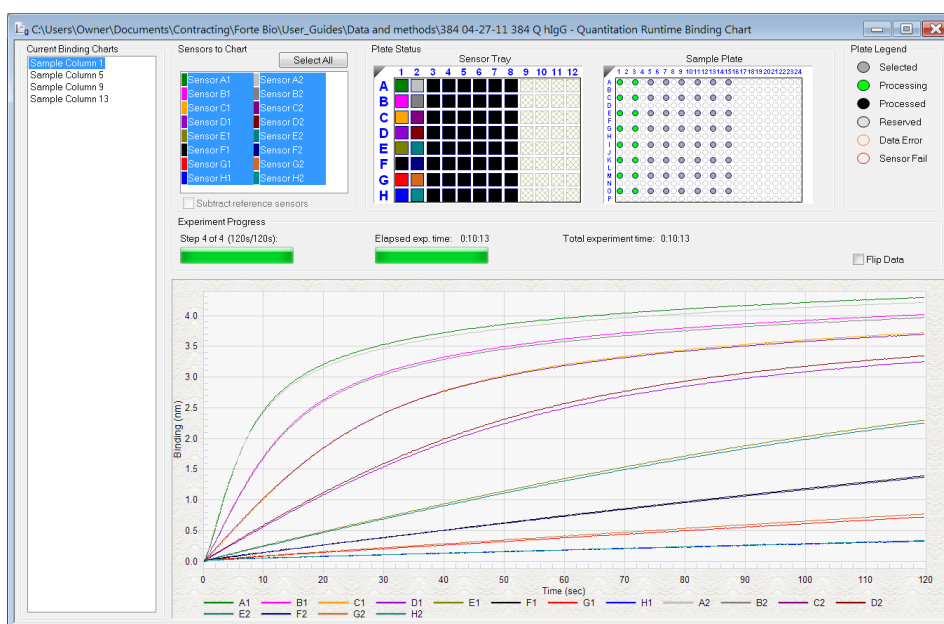 C:\Users\Owner\Documents\Contracting\Forte Bio\User_Guides\Data and methods\384 04-27-11 384 Q hIgG - Quantitation Runtime Binding Chart
Current Binding Charts
Sample Column 1
Sample Column 5
Sample Column 9
Sample Column 13
Sensors to Chart
Select All
Sensor A1 Sensor A2
Sensor B1 Sensor B2
Sensor C1 Sensor C2
Sensor D1 Sensor D2
Sensor E1 Sensor E2
Sensor F1 Sensor F2
Sensor G1 Sensor G2
Sensor H1 Sensor H2
Subtract reference sensors
Plate Status
Sensor Tray
1 2 3 4 5 6 7 8 9 10 11 12
A
B
C
D
E
F
G
H
Sample Plate
1 2 3 4 5 6 7 8 9 10 11 12 13 14 15 16 17 18 19 20 21 22 23 24
A
B
C
D
E
F
G
H
I
J
K
L
M
N
O
P
Plate Legend
Selected
Processing
Processed
Reserved
Data Error
Sensor Fail
Experiment Progress
Step 4 of 4 (120s/120s):
Elapsed exp. time: 0:10:13
Total experiment time: 0:10:13
Flip Data
Binding (nm)
4.0
3.5
3.0
2.5
2.0
1.5
1.0
0.5
0.0
0 10 20 30 40 50 60 70 80 90 100 110 120
Time (sec)
A1 B1 C1 D1 E1 F1 G1 H1 A2 B2 C2 D2
E2 F2 G2 H2